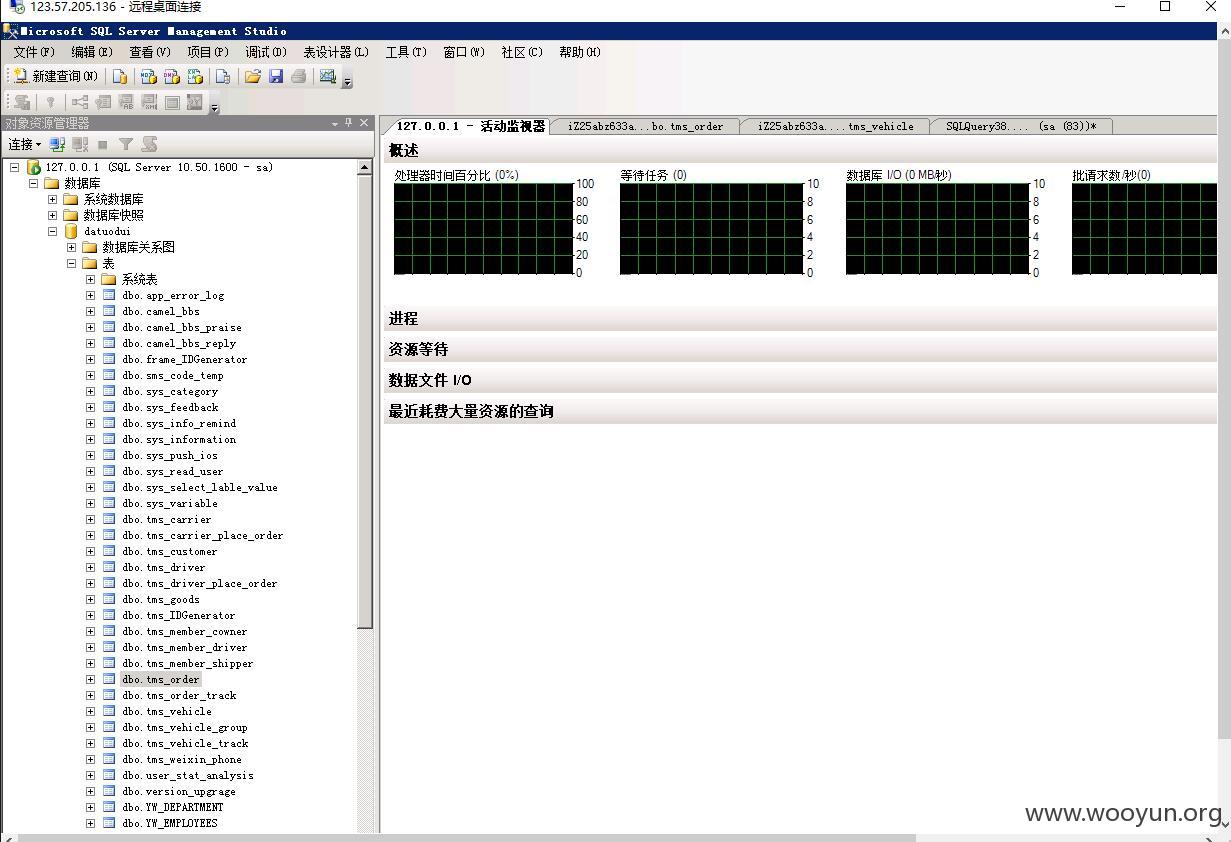 123.57.205.136 - 远程桌面连接
Microsoft SQL Server Management Studio
文件(F) 编辑(E) 查看(V) 项目(P) 调试(D) 表设计器(L) 工具(T) 窗口(W) 社区(C) 帮助(H)
新建查询(N)
对象资源管理器
连接
127.0.0.1 (SQL Server 10.50.1600 - sa)
数据库
系统数据库
数据库快照
datuodui
数据库关系图
表
系统表
dbo.app_error_log
dbo.camel_bbs
dbo.camel_bbs_praise
dbo.camel_bbs_reply
dbo.frame_IDGenerator
dbo.sms_code_temp
dbo.sys_category
dbo.sys_feedback
dbo.sys_info_remind
dbo.sys_information
dbo.sys_push_ios
dbo.sys_read_user
dbo.sys_select_lable_value
dbo.sys_variable
dbo.tms_carrier
dbo.tms_carrier_place_order
dbo.tms_customer
dbo.tms_driver
dbo.tms_driver_place_order
dbo.tms_goods
dbo.tms_IDGenerator
dbo.tms_member_cowner
dbo.tms_member_driver
dbo.tms_member_shipper
dbo.tms_order
dbo.tms_order_track
dbo.tms_vehicle
dbo.tms_vehicle_group
dbo.tms_vehicle_track
dbo.tms_weixin_phone
dbo.user_stat_analysis
dbo.version_upgrage
dbo.YW_DEPARTMENT
dbo.YW_EMPLOYEES
127.0.0.1 - 活动监视器 iZ25abz633a...bo.tms_order iZ25abz633a....tms_vehicle SQLQuery38.... (sa (83))*
概述
处理器时间百分比 (0%)
100
80
60
40
20
0
等待任务 (0)
10
8
6
4
2
0
数据库 I/O (0 MB/秒)
10
8
6
4
2
0
批请求数/秒(0)
进程
资源等待
数据文件 I/O
最近耗费大量资源的查询
www.wooyun.org